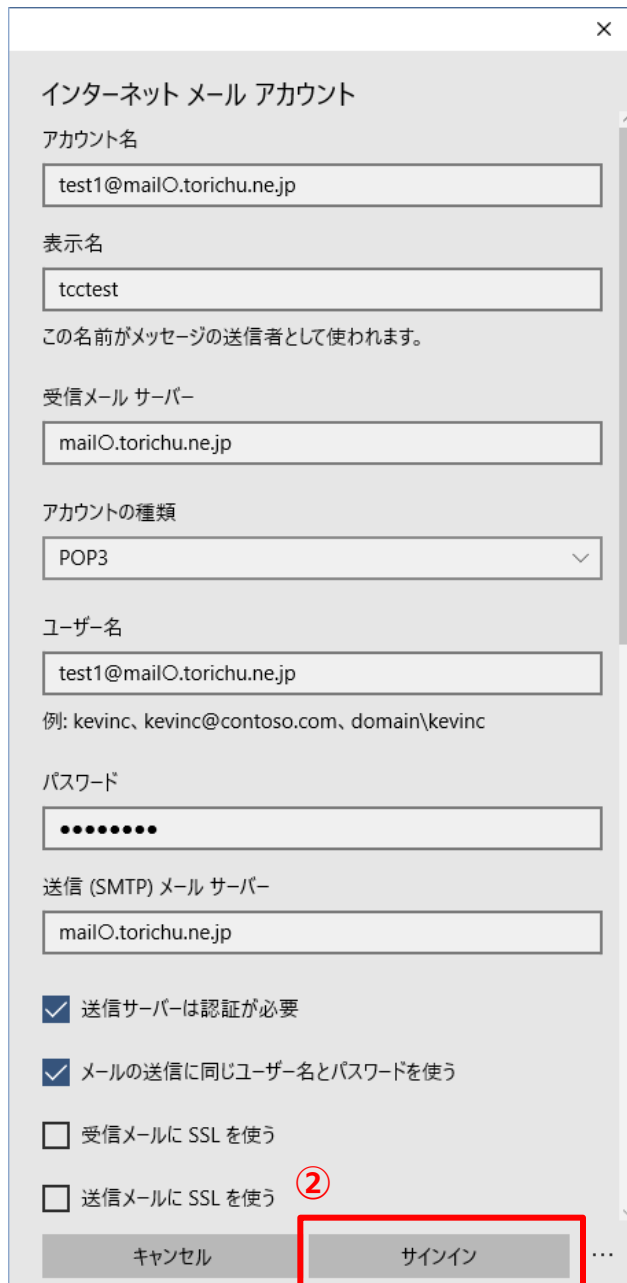 インターネット メール アカウント
アカウント名
test1@mail〇.torichu.ne.jp
表示名
tcctest
この名前がメッセージの送信者として使われます。
受信メール サーバー
mail〇.torichu.ne.jp
アカウントの種類
POP3
ユーザー名
test1@mail〇.torichu.ne.jp
例: kevinc、kevinc@contoso.com、domain\kevinc
パスワード
●●●●●●●●
送信 (SMTP) メール サーバー
mail〇.torichu.ne.jp
送信サーバーは認証が必要
メールの送信に同じユーザー名とパスワードを使う
受信メールに SSL を使う
送信メールに SSL を使う
②
キャンセル サインイン ...